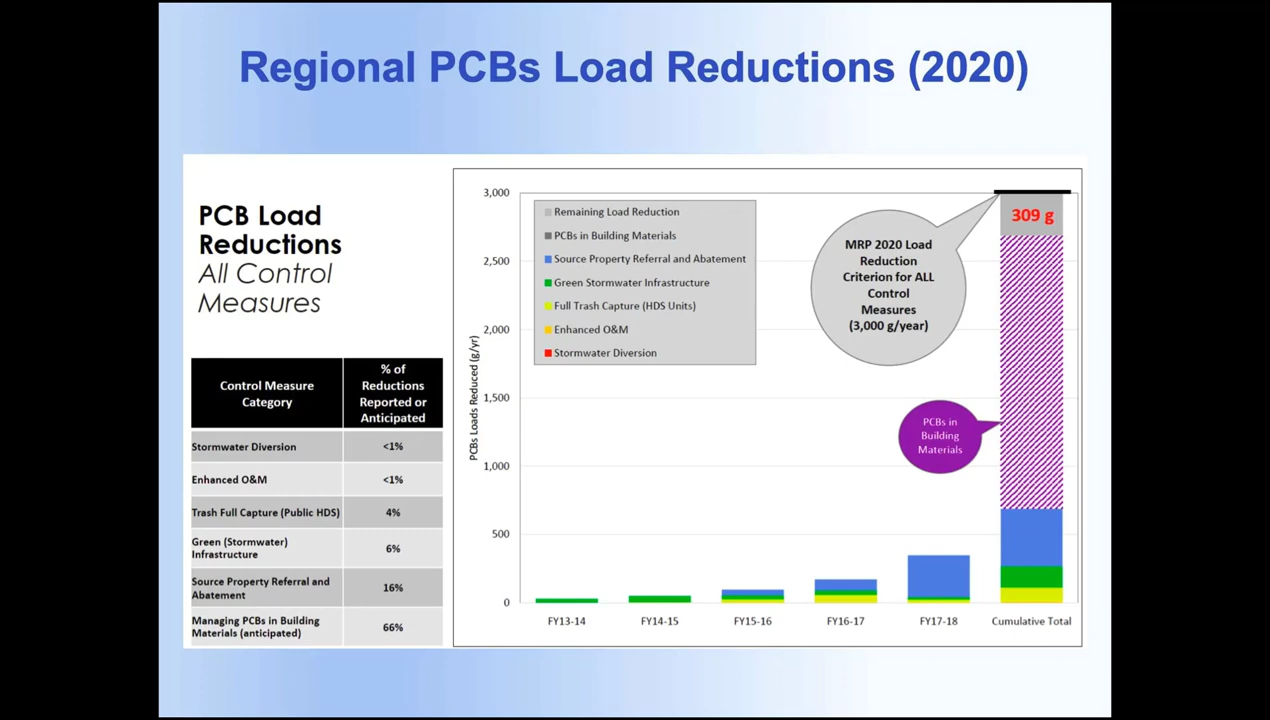 Regional PCBs Load Reductions (2020)
PCB Load
Reductions
All Control
Measures
Control Measure
Category
% of
Reductions
Reported or
Anticipated
Stormwater Diversion
<1%
Enhanced O&M
<1%
Trash Full Capture (Public HDS)
4%
Green (Stormwater)
Infrastructure
6%
Source Property Referral and
Abatement
16%
Managing PCBs in Building
Materials (anticipated)
66%
PCBs Loads Reduced (g/yr)
3,000
2,500
2,000
1,500
1,000
500
0
Remaining Load Reduction
PCBs in Building Materials
Source Property Referral and Abatement
Green Stormwater Infrastructure
Full Trash Capture (HDS Units)
Enhanced O&M
Stormwater Diversion
MRP 2020 Load
Reduction
Criterion for ALL
Control
Measures
(3,000 g/year)
309 g
PCBs in
Building
Materials
FY13-14
FY14-15
FY15-16
FY16-17
FY17-18
Cumulative Total